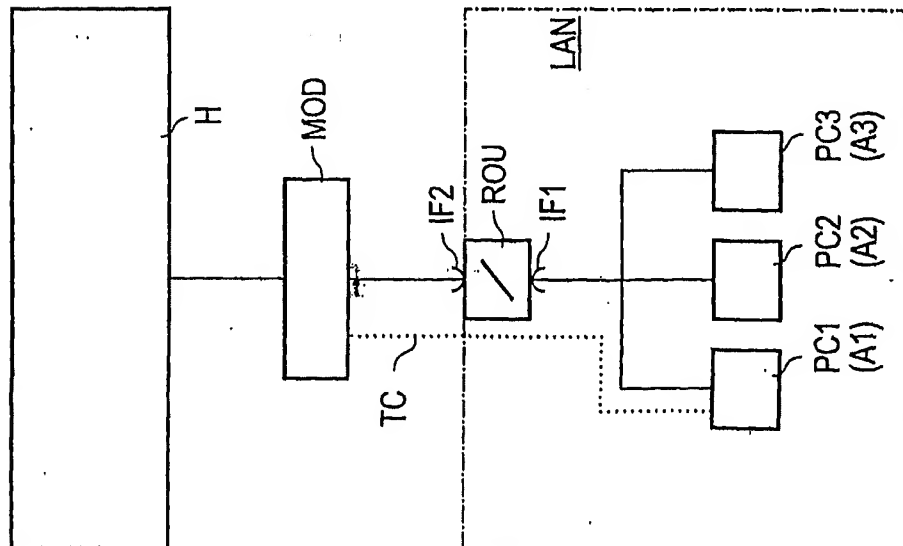 H
MOD
LAN
IF2
ROU
IF1
TC
PC1
(A1)
PC2
(A2)
PC3
(A3)